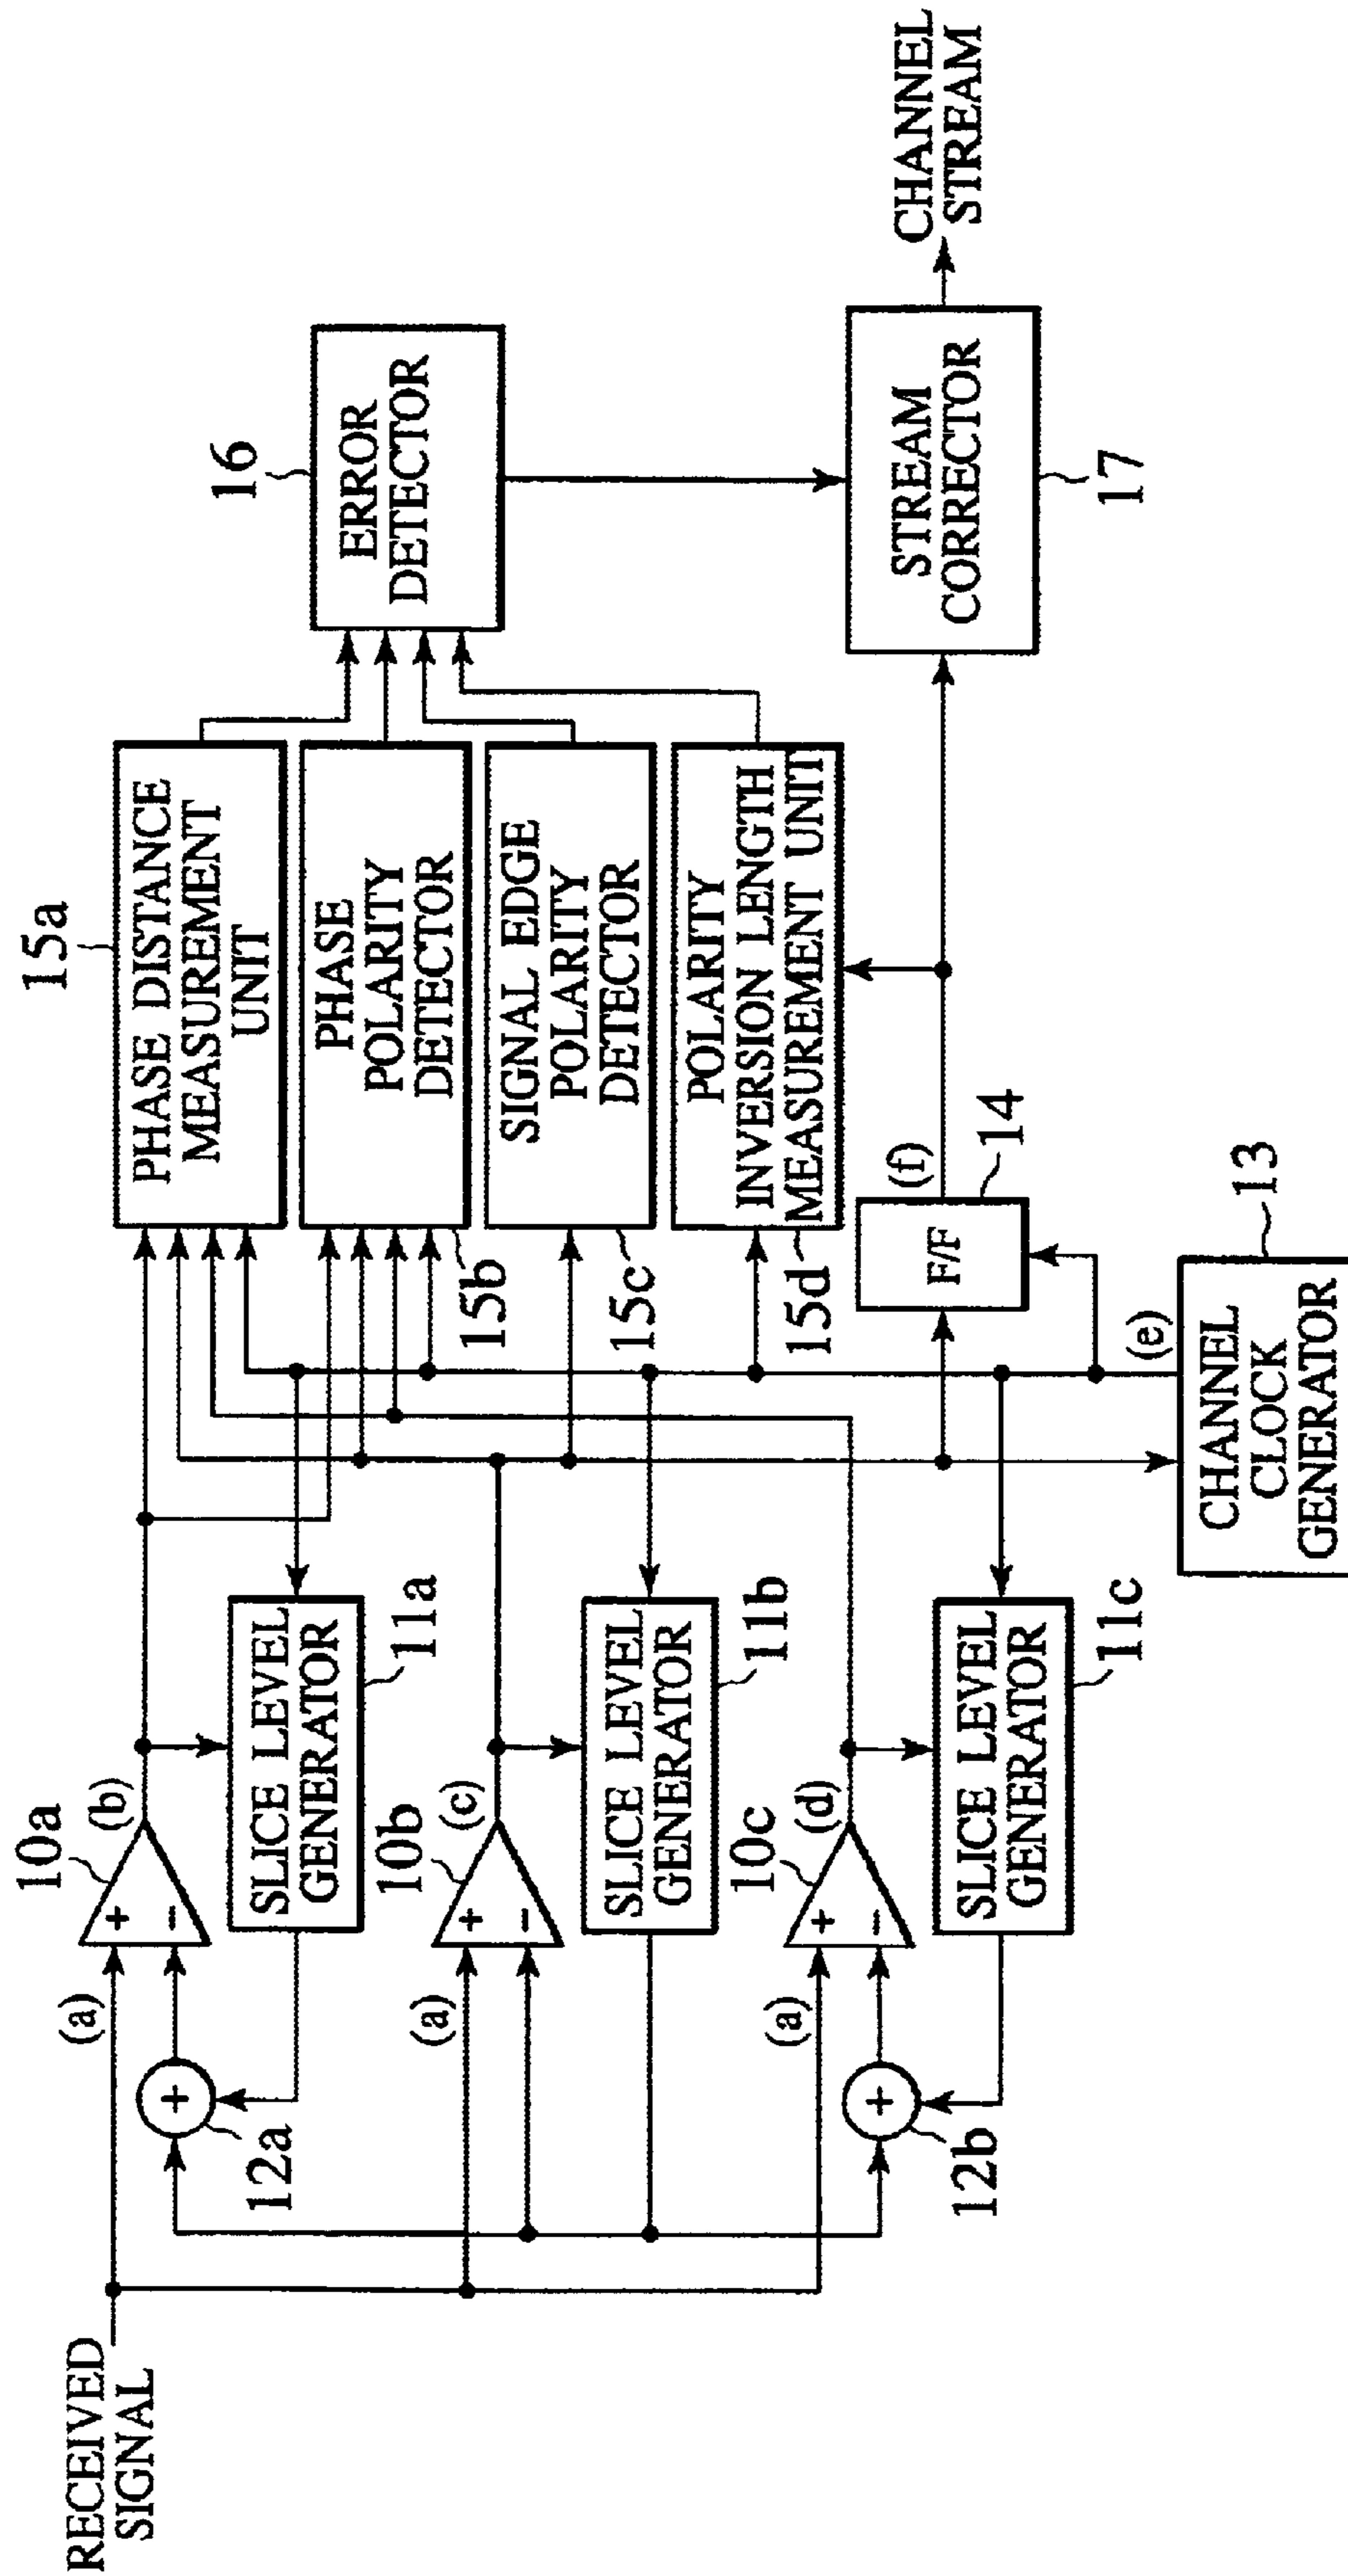 RECEIVED
SIGNAL
(a)
10a
(b)
+
−
+
12a
SLICE LEVEL
GENERATOR
11a
(a)
10b
(c)
+
−
SLICE LEVEL
GENERATOR
11b
(a)
10c
(d)
+
−
+
12b
SLICE LEVEL
GENERATOR
11c
15a
PHASE DISTANCE
MEASUREMENT
UNIT
PHASE
POLARITY
DETECTOR
15b
SIGNAL EDGE
POLARITY
DETECTOR
15c
POLARITY
INVERSION LENGTH
MEASUREMENT UNIT
15d
(f)
F/F
14
(e)
13
CHANNEL
CLOCK
GENERATOR
16
ERROR
DETECTOR
STREAM
CORRECTOR
17
CHANNEL
STREAM